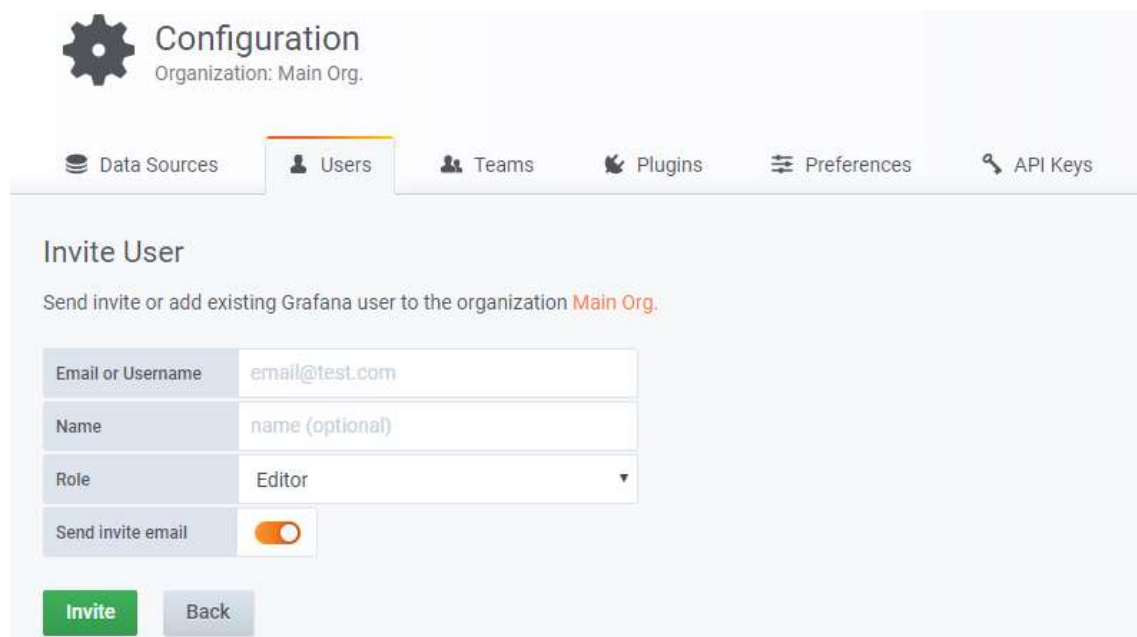 Configuration
Organization: Main Org.
Data Sources Users Teams Plugins Preferences API Keys
Invite User
Send invite or add existing Grafana user to the organization Main Org.
Email or Username email@test.com
Name name (optional)
Role Editor
Send invite email
Invite Back